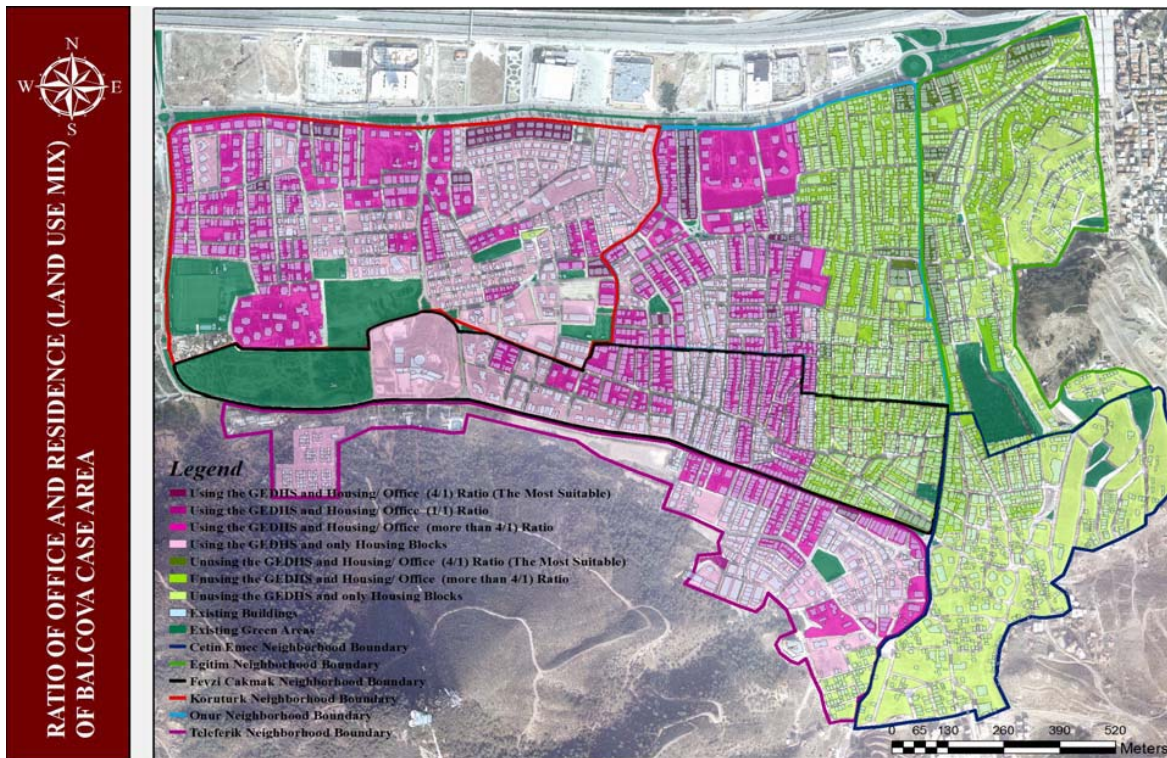 RATIO OF OFFICE AND RESIDENCE (LAND USE MIX)
OF BALCOVA CASE AREA
N
W E
S
Legend
Using the GEDHS and Housing/ Office (4/1) Ratio (The Most Suitable)
Using the GEDHS and Housing/ Office (1/1) Ratio
Using the GEDHS and Housing/ Office (more than 4/1) Ratio
Using the GEDHS and only Housing Blocks
Unusing the GEDHS and Housing/ Office (4/1) Ratio (The Most Suitable)
Unusing the GEDHS and Housing/ Office (more than 4/1) Ratio
Unusing the GEDHS and only Housing Blocks
Existing Buildings
Existing Green Areas
Cetin Emec Neighborhood Boundary
Egitim Neighborhood Boundary
Fevzi Cakmak Neighborhood Boundary
Koruturk Neighborhood Boundary
Onur Neighborhood Boundary
Teleferik Neighborhood Boundary
0 65 130 260 390 520
Meters